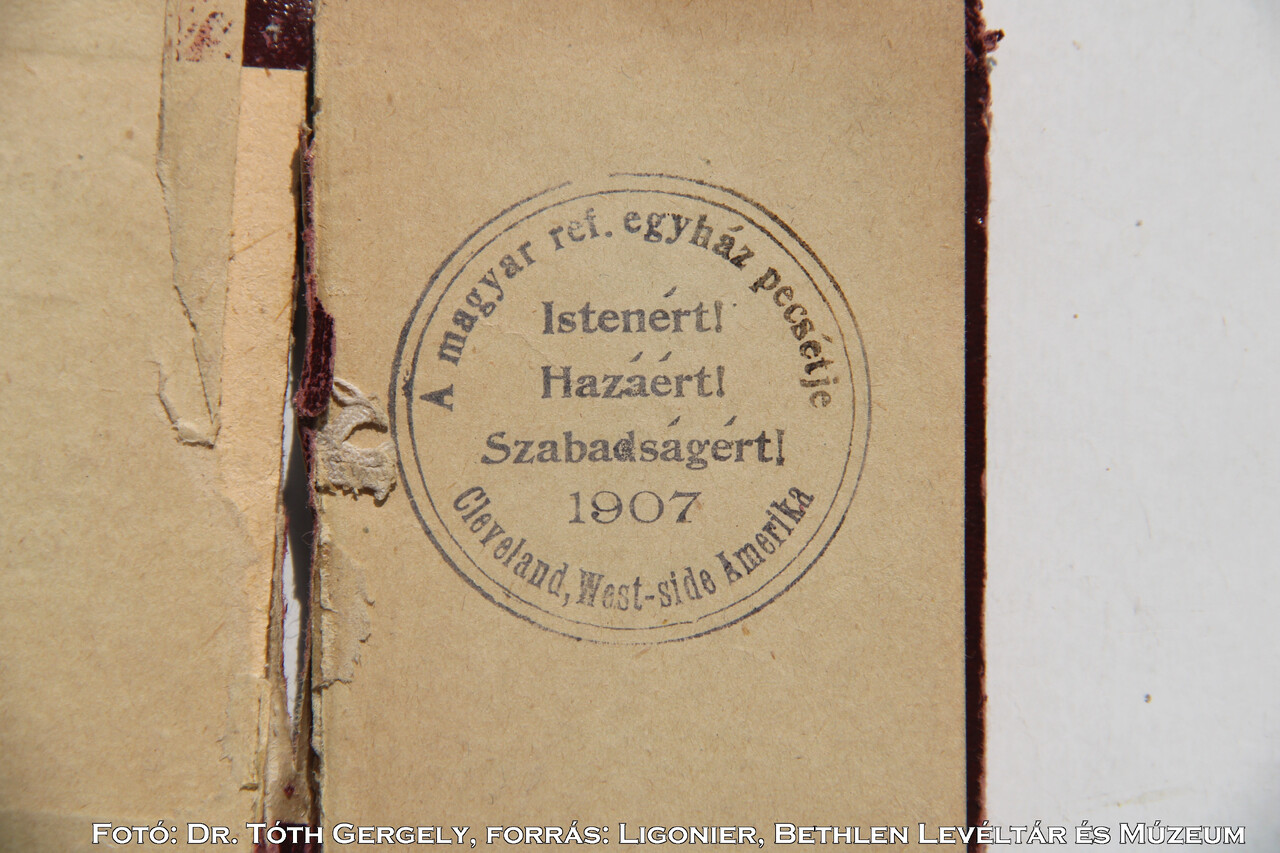 A magyar ref. egyház pecsétje
Istenért!
Hazáért!
Szabadságért!
1907
Cleveland, West-side Amerika
Fotó: Dr. Tóth Gergely, forrás: Ligonier, Bethlen Levéltár és Múzeum